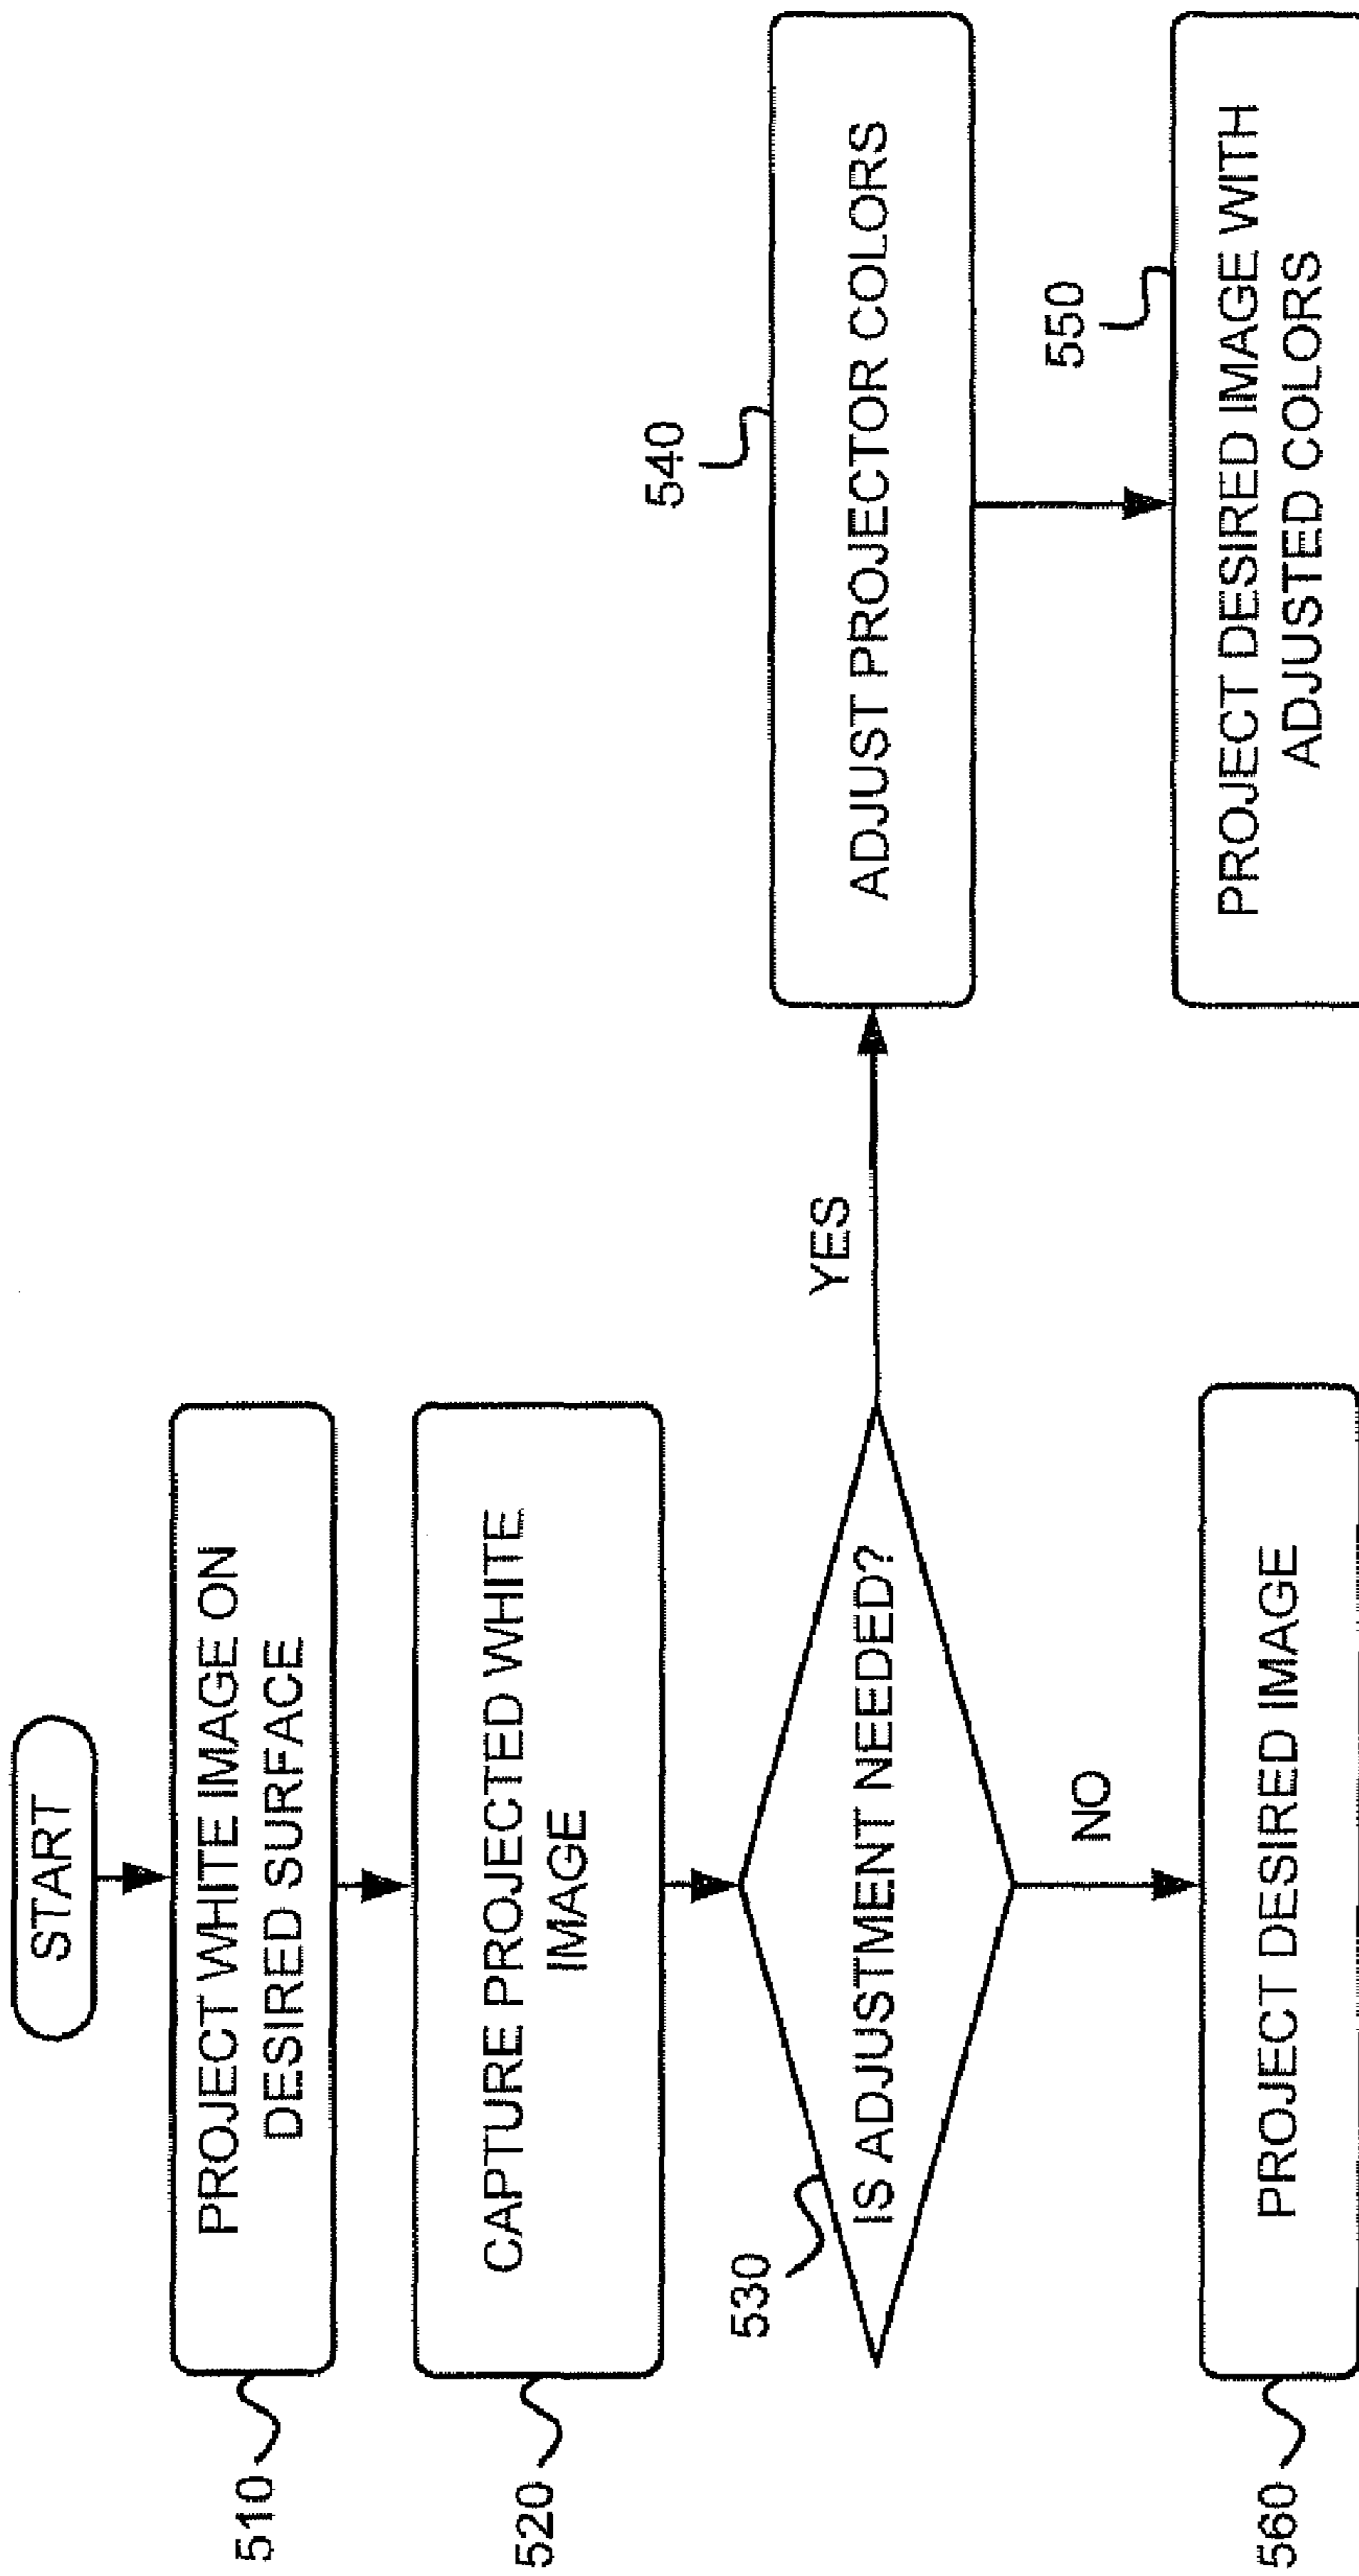 START
510
PROJECT WHITE IMAGE ON
DESIRED SURFACE
520
CAPTURE PROJECTED WHITE
IMAGE
530
IS ADJUSTMENT NEEDED?
YES
540
ADJUST PROJECTOR COLORS
550
PROJECT DESIRED IMAGE WITH
ADJUSTED COLORS
NO
560
PROJECT DESIRED IMAGE